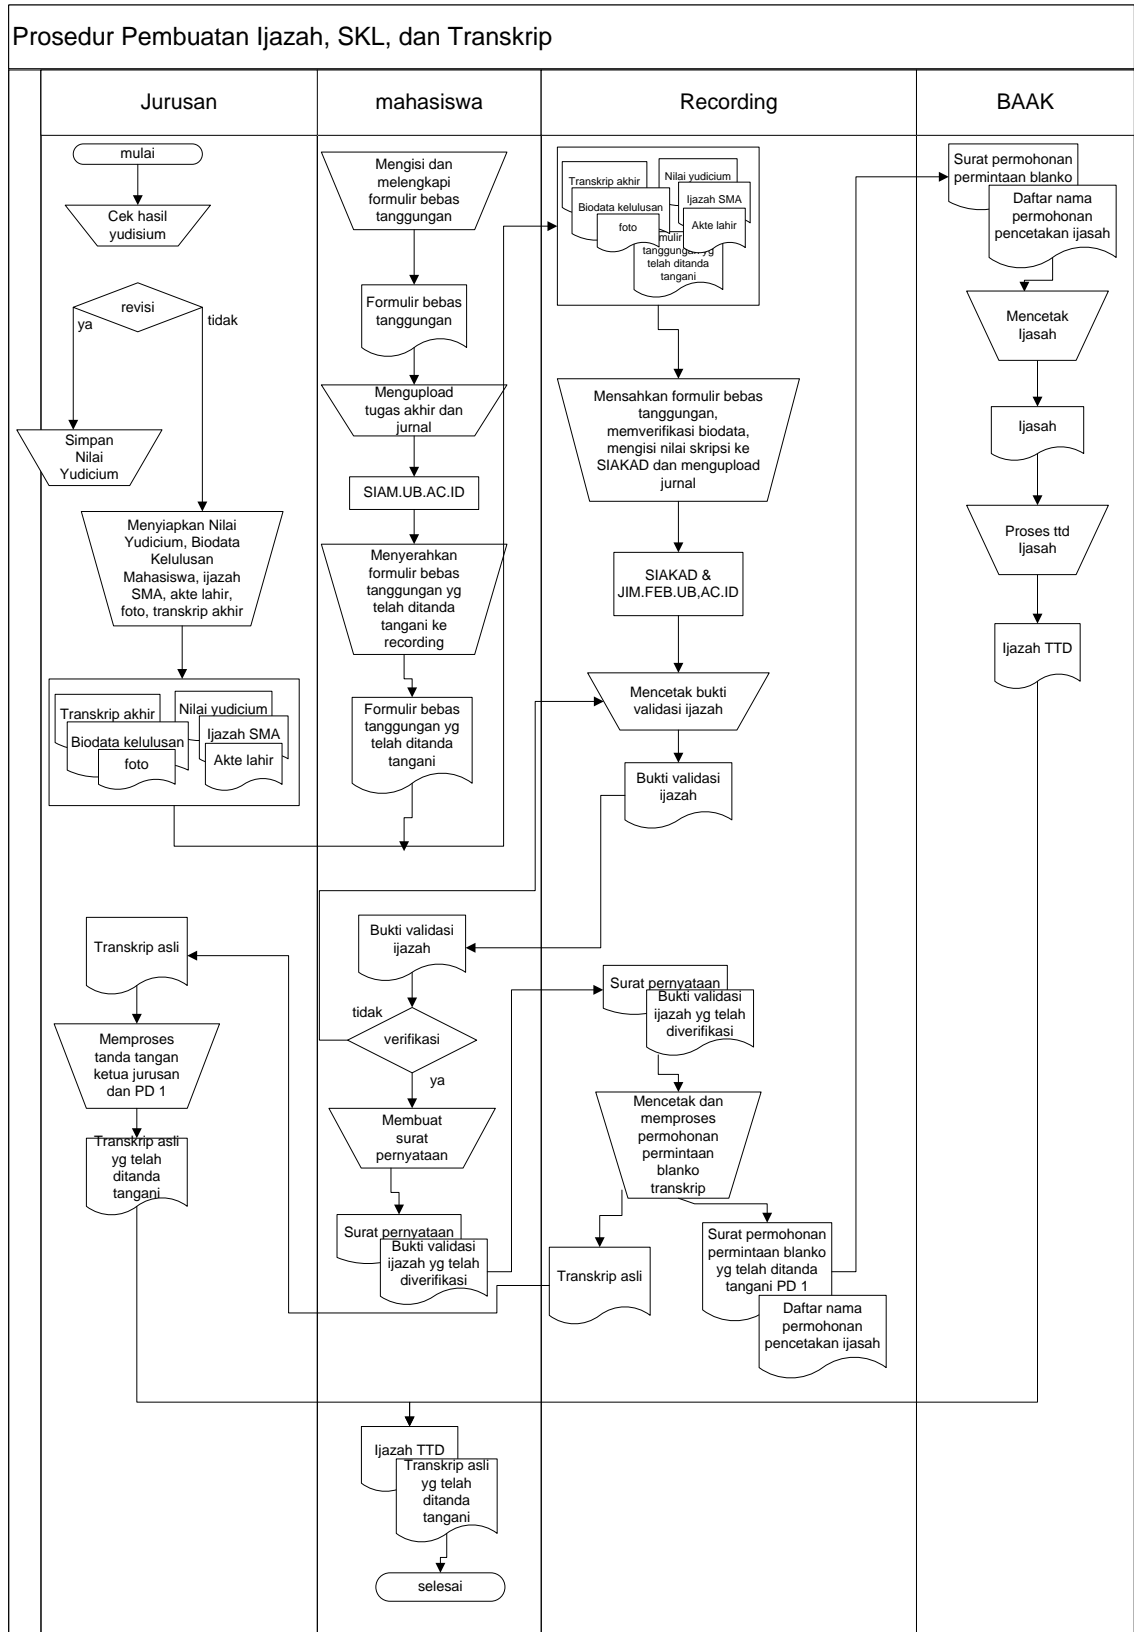 Prosedur Pembuatan Ijazah, SKL, dan Transkrip
Jurusan
mahasiswa
Recording
BAAK
mulai
Cek hasil
yudisium
revisi
ya
tidak
Simpan
Nilai
Yudicium
Menyiapkan Nilai
Yudicium, Biodata
Kelulusan
Mahasiswa, ijazah
SMA, akte lahir,
foto, transkrip akhir
Transkrip akhir
Nilai yudicium
Biodata kelulusan
Ijazah SMA
foto
Akte lahir
Transkrip asli
Memproses
tanda tangan
ketua jurusan
dan PD 1
Transkrip asli
yg telah
ditanda
tangani
Mengisi dan
melengkapi
formulir bebas
tanggungan
Formulir bebas
tanggungan
Mengupload
tugas akhir dan
jurnal
SIAM.UB.AC.ID
Menyerahkan
formulir bebas
tanggungan yg
telah ditanda
tangani ke
recording
Formulir bebas
tanggungan yg
telah ditanda
tangani
Bukti validasi
ijazah
tidak
verifikasi
ya
Membuat
surat
pernyataan
Surat pernyataan
Bukti validasi
ijazah yg telah
diverifikasi
Ijazah TTD
Transkrip asli
yg telah
ditanda
tangani
selesai
Transkrip akhir
Nilai yudicium
Biodata kelulusan
Ijazah SMA
foto
Akte lahir
mulir
tanggungan yg
telah ditanda
tangani
Mensahkan formulir bebas
tanggungan,
memverifikasi biodata,
mengisi nilai skripsi ke
SIAKAD dan mengupload
jurnal
SIAKAD &
JIM.FEB.UB,AC.ID
Mencetak bukti
validasi ijazah
Bukti validasi
ijazah
Surat pernyataan
Bukti validasi
ijazah yg telah
diverifikasi
Mencetak dan
memproses
permohonan
permintaan
blanko
transkrip
Transkrip asli
Surat permohonan
permintaan blanko
yg telah ditanda
tangani PD 1
Daftar nama
permohonan
pencetakan ijasah
Surat permohonan
permintaan blanko
Daftar nama
permohonan
pencetakan ijasah
Mencetak
Ijasah
Ijasah
Proses ttd
Ijasah
Ijazah TTD